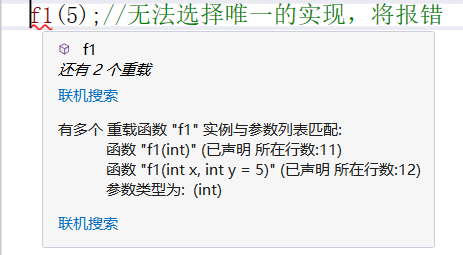 f1(5);//无法选择唯一的实现，将报错
f1
还有 2 个重载
联机搜索
有多个 重载函数 "f1" 实例与参数列表匹配:
函数 "f1(int)" (已声明 所在行数:11)
函数 "f1(int x, int y = 5)" (已声明 所在行数:12)
参数类型为:  (int)
联机搜索